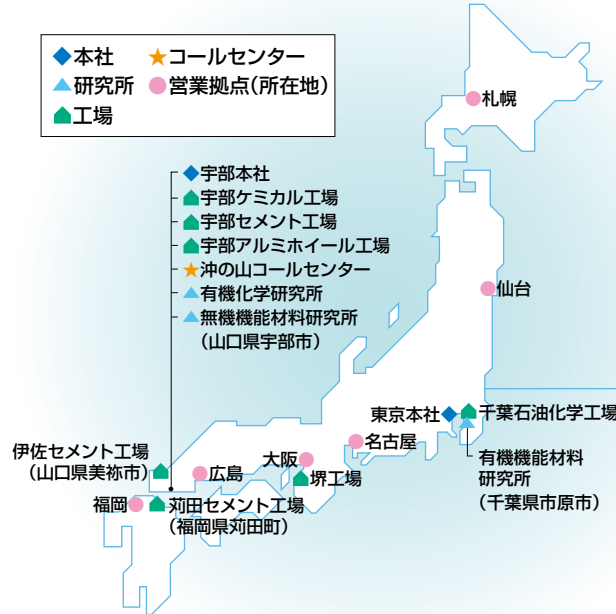 本社
コールセンター
研究所
営業拠点(所在地)
工場
札幌
宇部本社
宇部ケミカル工場
宇部セメント工場
宇部アルミホイール工場
沖の山コールセンター
有機化学研究所
無機機能材料研究所
(山口県宇部市)
仙台
東京本社
千葉石油化学工場
名古屋
有機機能材料
研究所
(千葉県市原市)
伊佐セメント工場
(山口県美祢市)
広島
大阪
堺工場
福岡
苅田セメント工場
(福岡県苅田町)